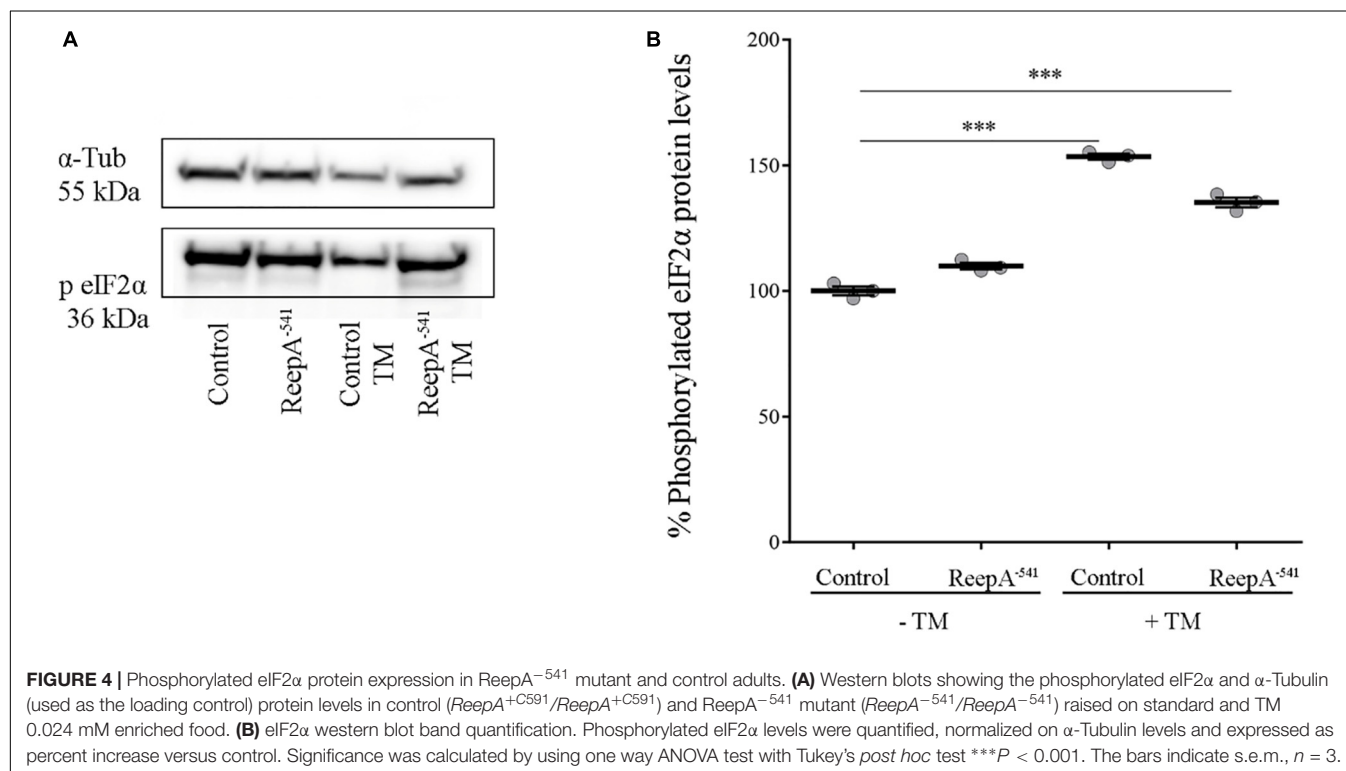 A
α-Tub
55 kDa
p eIF2α
36 kDa
Control
ReepA⁻⁵⁴¹
Control
TM
ReepA⁻⁵⁴¹
TM
B
% Phosphorylated eIF2α protein levels
200
150
100
50
0
***
***
Control
ReepA⁻⁵⁴¹
Control
ReepA⁻⁵⁴¹
- TM
+ TM
FIGURE 4 | Phosphorylated eIF2α protein expression in ReepA⁻⁵⁴¹ mutant and control adults. (A) Western blots showing the phosphorylated eIF2α and α-Tubulin
(used as the loading control) protein levels in control (ReepA⁺ᶜ⁵⁹¹/ReepA⁺ᶜ⁵⁹¹) and ReepA⁻⁵⁴¹ mutant (ReepA⁻⁵⁴¹/ReepA⁻⁵⁴¹) raised on standard and TM
0.024 mM enriched food. (B) eIF2α western blot band quantification. Phosphorylated eIF2α levels were quantified, normalized on α-Tubulin levels and expressed as
percent increase versus control. Significance was calculated by using one way ANOVA test with Tukey's post hoc test ***P < 0.001. The bars indicate s.e.m., n = 3.